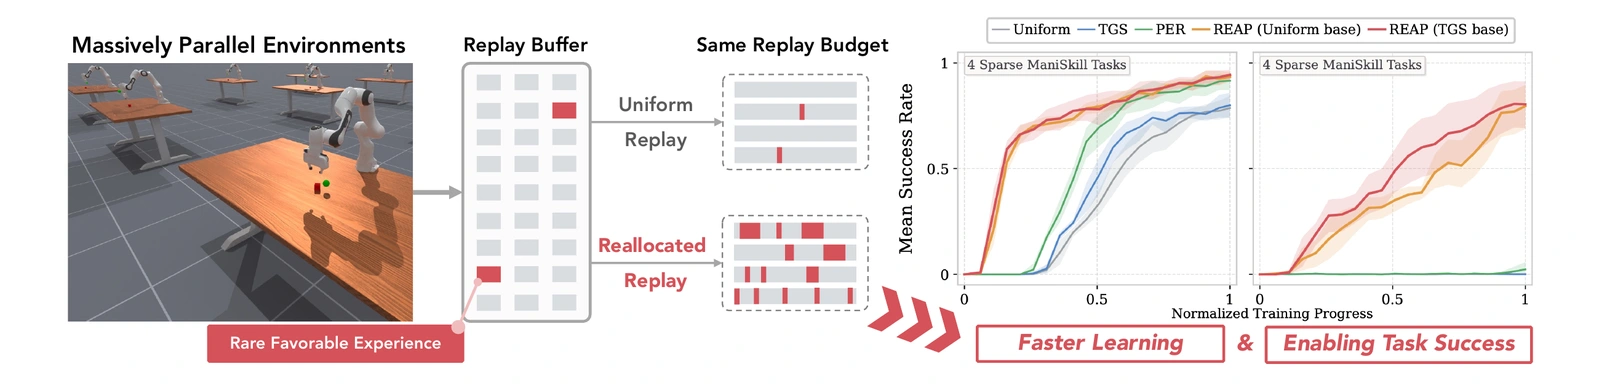 Massively Parallel Environments
Rare Favorable Experience
Replay Buffer
Uniform
Replay
Reallocated
Replay
Same Replay Budget
Uniform TGS PER REAP (Uniform base) REAP (TGS base)
Mean Success Rate
1
0.5
0
4 Sparse ManiSkill Tasks
0 0.5 1
4 Sparse ManiSkill Tasks
0 0.5 1
Normalized Training Progress
Faster Learning & Enabling Task Success